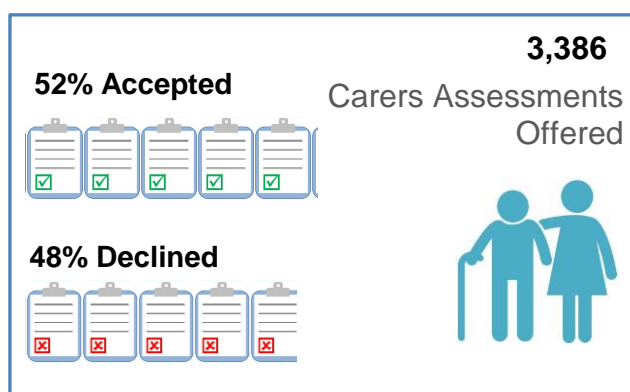 3,386
Carers Assessments
Offered
52% Accepted
48% Declined